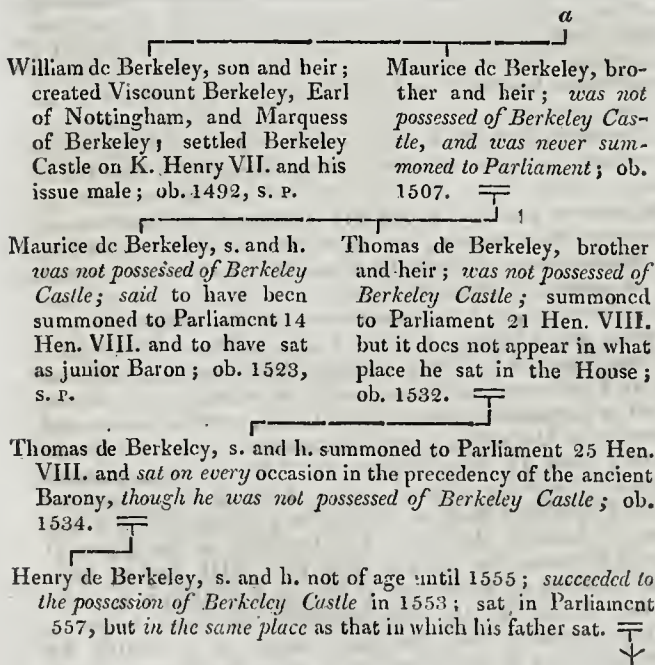 a
William de Berkeley, son and heir;
created Viscount Berkeley, Earl
of Nottingham, and Marquess
of Berkeley; settled Berkeley
Castle on K. Henry VII. and his
issue male; ob. 1492, s. p.
Maurice de Berkeley, bro-
ther and heir; was not
possessed of Berkeley Cas-
tle, and was never sum-
moned to Parliament; ob.
1507.
Maurice de Berkeley, s. and h.
was not possessed of Berkeley
Castle; said to have been
summoned to Parliament 14
Hen. VIII. and to have sat
as junior Baron; ob. 1523,
s. p.
Thomas de Berkeley, brother
and heir; was not possessed of
Berkeley Castle; summoned
to Parliament 21 Hen. VIII.
but it does not appear in what
place he sat in the House;
ob. 1532.
Thomas de Berkeley, s. and h. summoned to Parliament 25 Hen.
VIII. and sat on every occasion in the precedency of the ancient
Barony, though he was not possessed of Berkeley Castle; ob.
1534.
Henry de Berkeley, s. and h. not of age until 1555; succeeded to
the possession of Berkeley Castle in 1553; sat in Parliament
557, but in the same place as that in which his father sat.